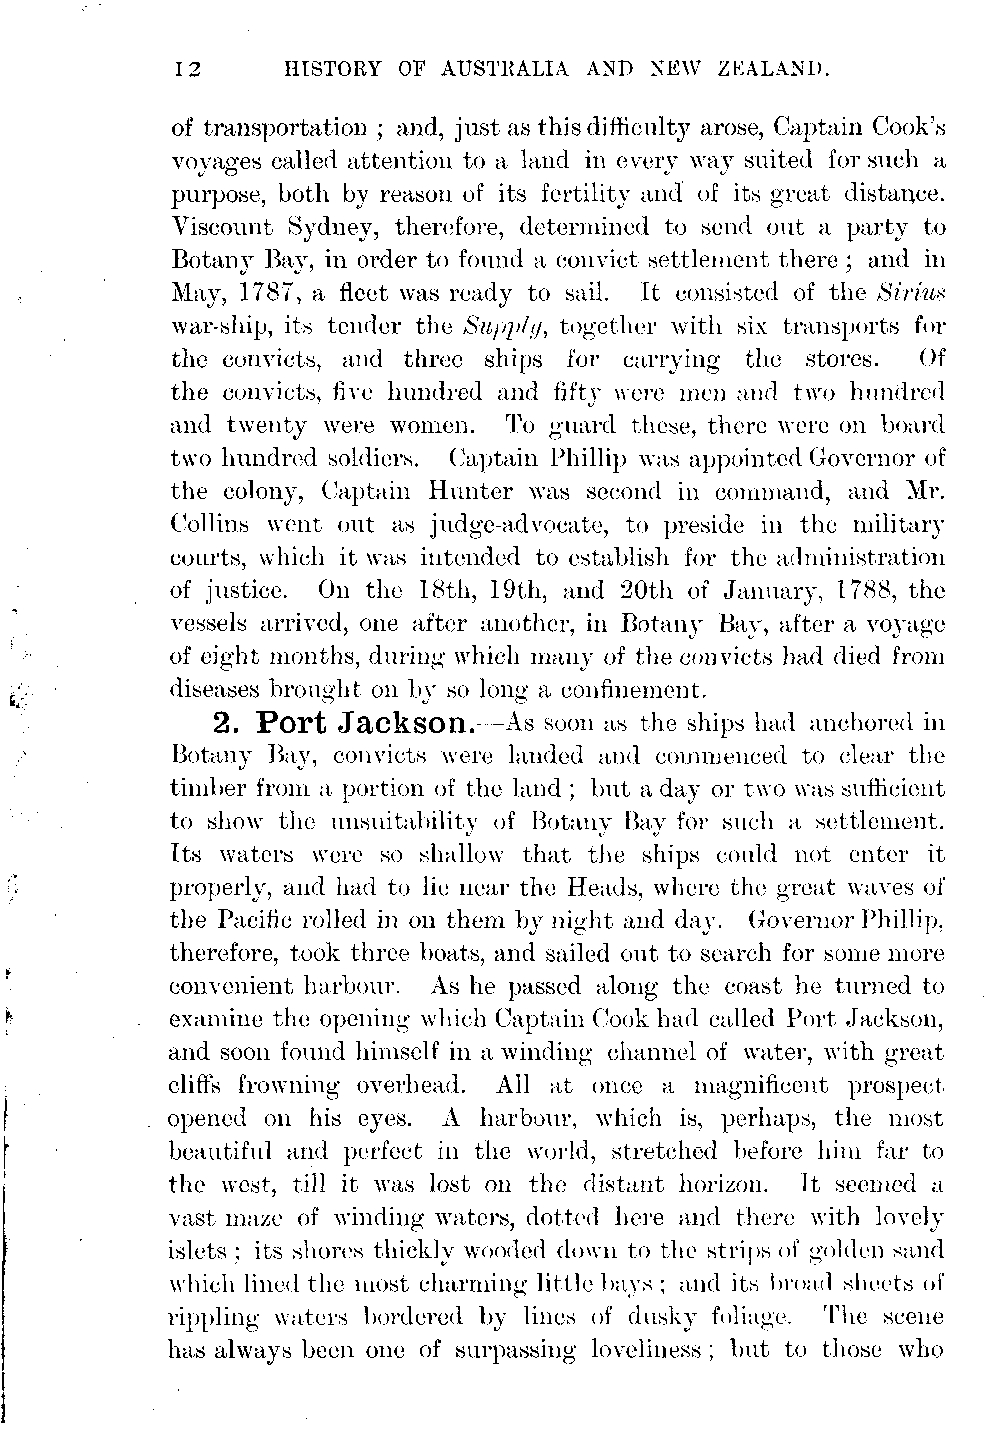 12 HISTORY OF AUSTRALIA AND NEW ZEALAND.
of transportation ; and, just as this difficulty arose, Captain Cook's
voyages called attention to a land in every way suited for such a
purpose, both by reason of its fertility and of its great distance.
Viscount Sydney, therefore, determined to send out a party to
Botany Bay, in order to found a convict settlement there ; and in
May, 1787, a fleet was ready to sail. It consisted of the Sirius
war-ship, its tender the Supply, together with six transports for
the convicts, and three ships for carrying the stores. Of
the convicts, five hundred and fifty were men and two hundred
and twenty were women. To guard these, there were on board
two hundred soldiers. Captain Phillip was appointed Governor of
the colony, Captain Hunter was second in command, and Mr.
Collins went out as judge-advocate, to preside in the military
courts, which it was intended to establish for the administration
of justice. On the 18th, 19th, and 20th of January, 1788, the
vessels arrived, one after another, in Botany Bay, after a voyage
of eight months, during which many of the convicts had died from
diseases brought on by so long a confinement.
2. Port Jackson.—As soon as the ships had anchored in
Botany Bay, convicts were landed and commenced to clear the
timber from a portion of the land ; but a day or two was sufficient
to show the unsuitability of Botany Bay for such a settlement.
Its waters were so shallow that the ships could not enter it
properly, and had to lie near the Heads, where the great waves of
the Pacific rolled in on them by night and day. Governor Phillip,
therefore, took three boats, and sailed out to search for some more
convenient harbour. As he passed along the coast he turned to
examine the opening which Captain Cook had called Port Jackson,
and soon found himself in a winding channel of water, with great
cliffs frowning overhead. All at once a magnificent prospect
opened on his eyes. A harbour, which is, perhaps, the most
beautiful and perfect in the world, stretched before him far to
the west, till it was lost on the distant horizon. It seemed a
vast maze of winding waters, dotted here and there with lovely
islets ; its shores thickly wooded down to the strips of golden sand
which lined the most charming little bays ; and its broad sheets of
rippling waters bordered by lines of dusky foliage. The scene
has always been one of surpassing loveliness ; but to those who